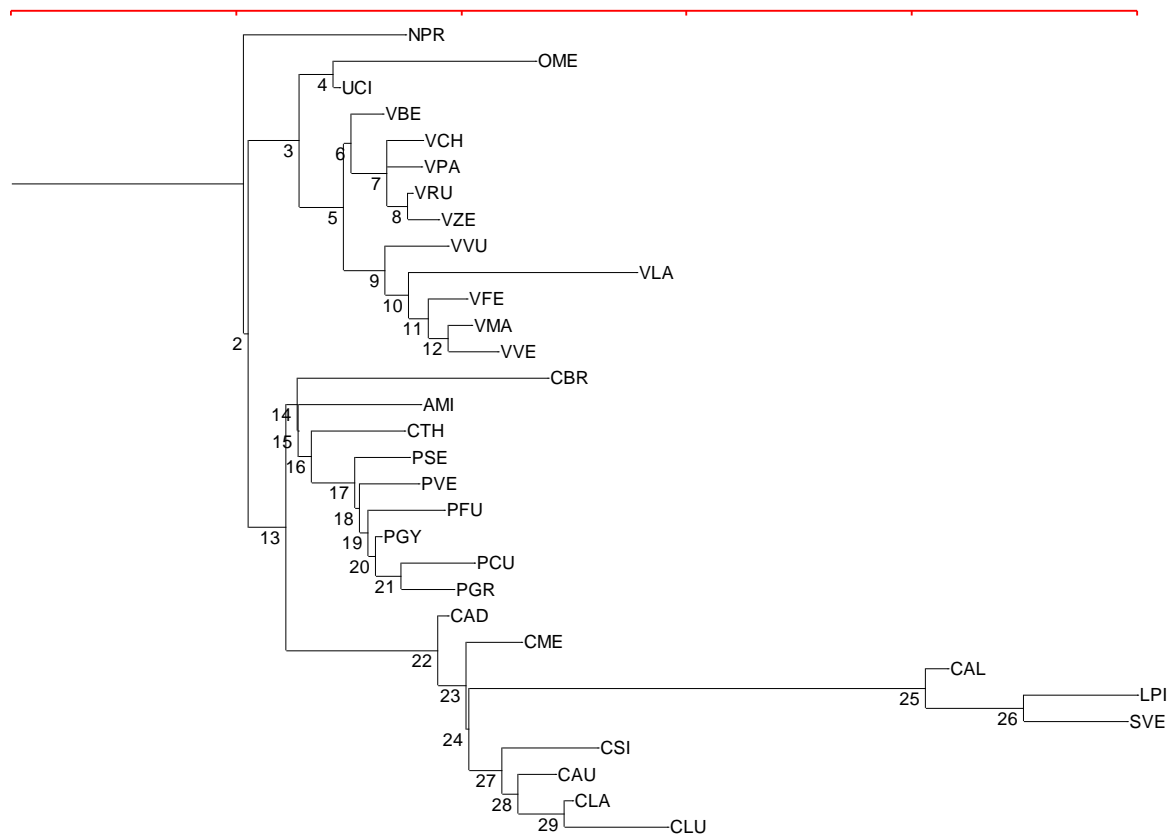 NPR
OME
4
UCI
VBE
VCH
3
6
VPA
7
VRU
8
5
VZE
VVU
VLA
9
VFE
10
VMA
11
2
12
VVE
CBR
AMI
14
CTH
15
PSE
16
PVE
17
PFU
18
PGY
13
19
PCU
20
PGR
21
CAD
CME
22
CAL
LPI
23
25
26
SVE
24
CSI
CAU
27
CLA
28
29
CLU